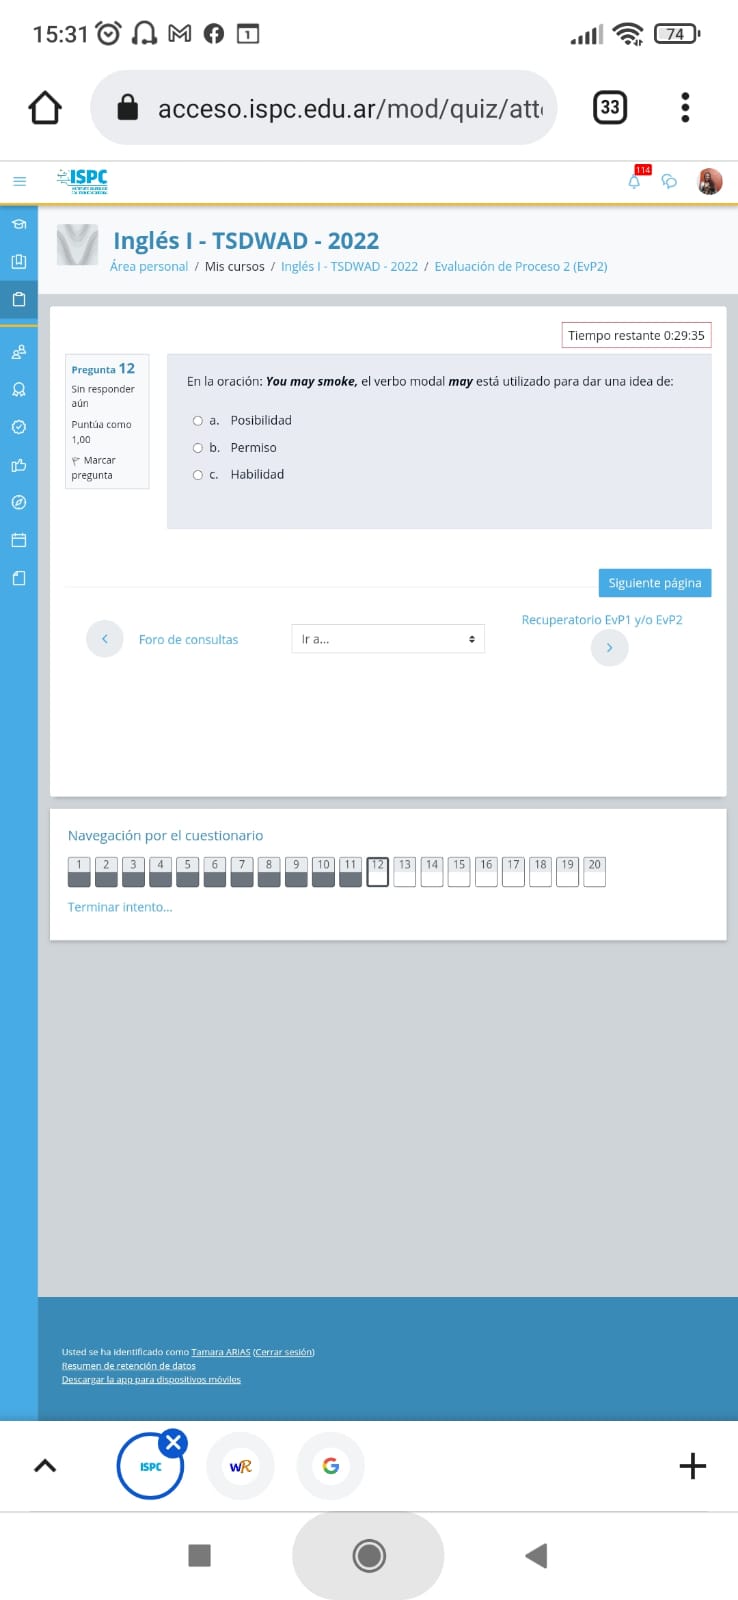 15:31
1
74
acceso.ispc.edu.ar/mod/quiz/att
33
ISPC
114
Inglés I - TSDWAD - 2022
Área personal / Mis cursos / Inglés I - TSDWAD - 2022 / Evaluación de Proceso 2 (EvP2)
Tiempo restante 0:29:35
Pregunta 12
Sin responder
aún
Puntúa como
1,00
Marcar
pregunta
En la oración: You may smoke, el verbo modal may está utilizado para dar una idea de:
a. Posibilidad
b. Permiso
c. Habilidad
Siguiente página
Foro de consultas
Ir a...
Recuperatorio EvP1 y/o EvP2
Navegación por el cuestionario
1 2 3 4 5 6 7 8 9 10 11 12 13 14 15 16 17 18 19 20
Terminar intento...
Usted se ha identificado como Tamara ARIAS (Cerrar sesión)
Resumen de retención de datos
Descargar la app para dispositivos móviles
ISPC
WR
G